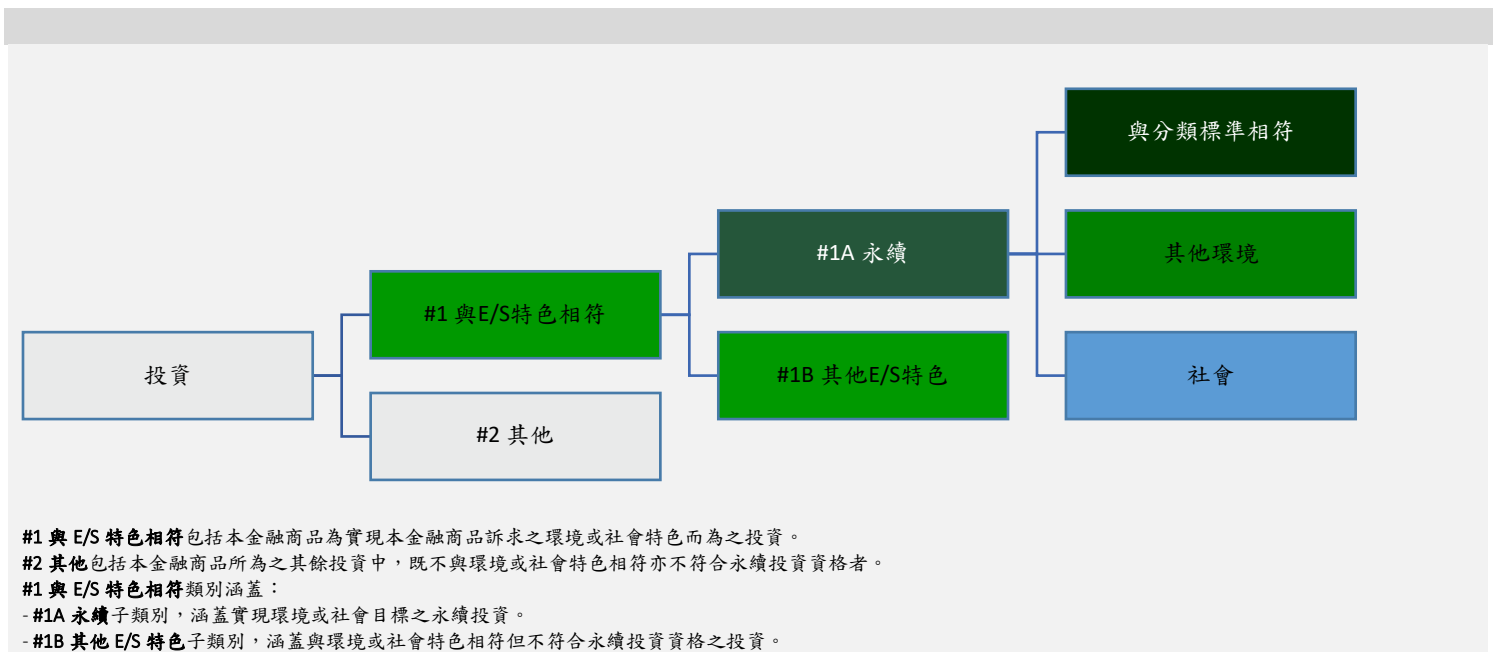 與分類標準相符
#1A 永續
其他環境
#1 與E/S特色相符
投資
#1B 其他E/S特色
社會
#2 其他
#1 與 E/S 特色相符包括本金融商品為實現本金融商品訴求之環境或社會特色而為之投資。
#2 其他包括本金融商品所為之其餘投資中，既不與環境或社會特色相符亦不符合永續投資資格者。
#1 與 E/S 特色相符類別涵蓋：
- #1A 永續子類別，涵蓋實現環境或社會目標之永續投資。
- #1B 其他 E/S 特色子類別，涵蓋與環境或社會特色相符但不符合永續投資資格之投資。